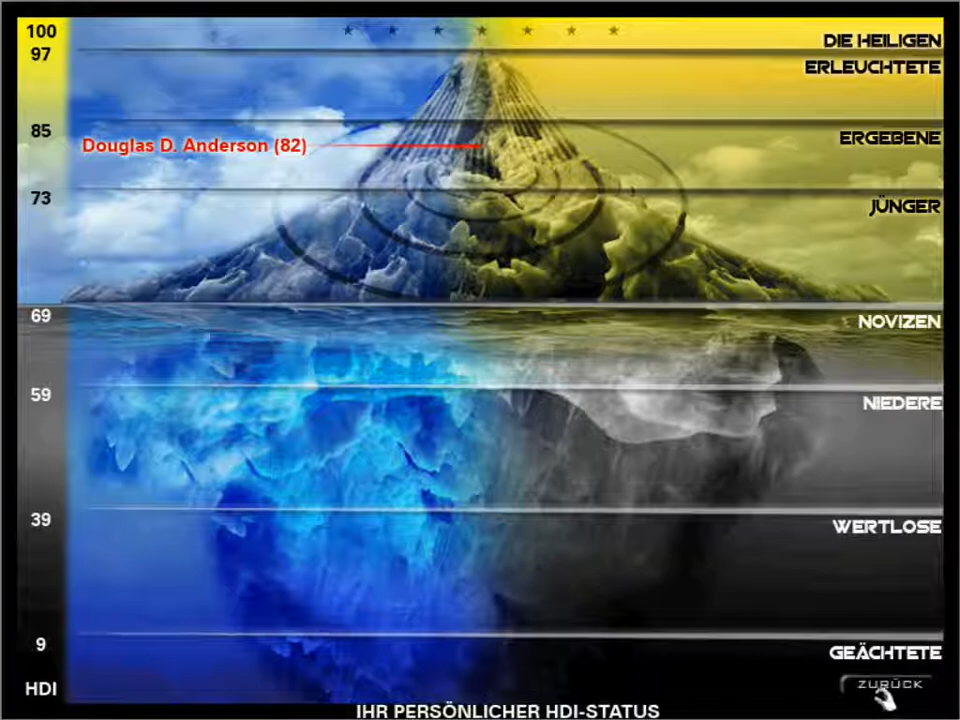 100
DIE HEILIGEN
97
ERLEUCHTETE
85
ERGEBENE
Douglas D. Anderson (82)
73
JÜNGER
69
NOVIZEN
59
NIEDERE
39
WERTLOSE
9
GEÄCHTETE
HDI
ZURÜCK
IHR PERSÖNLICHER HDI-STATUS